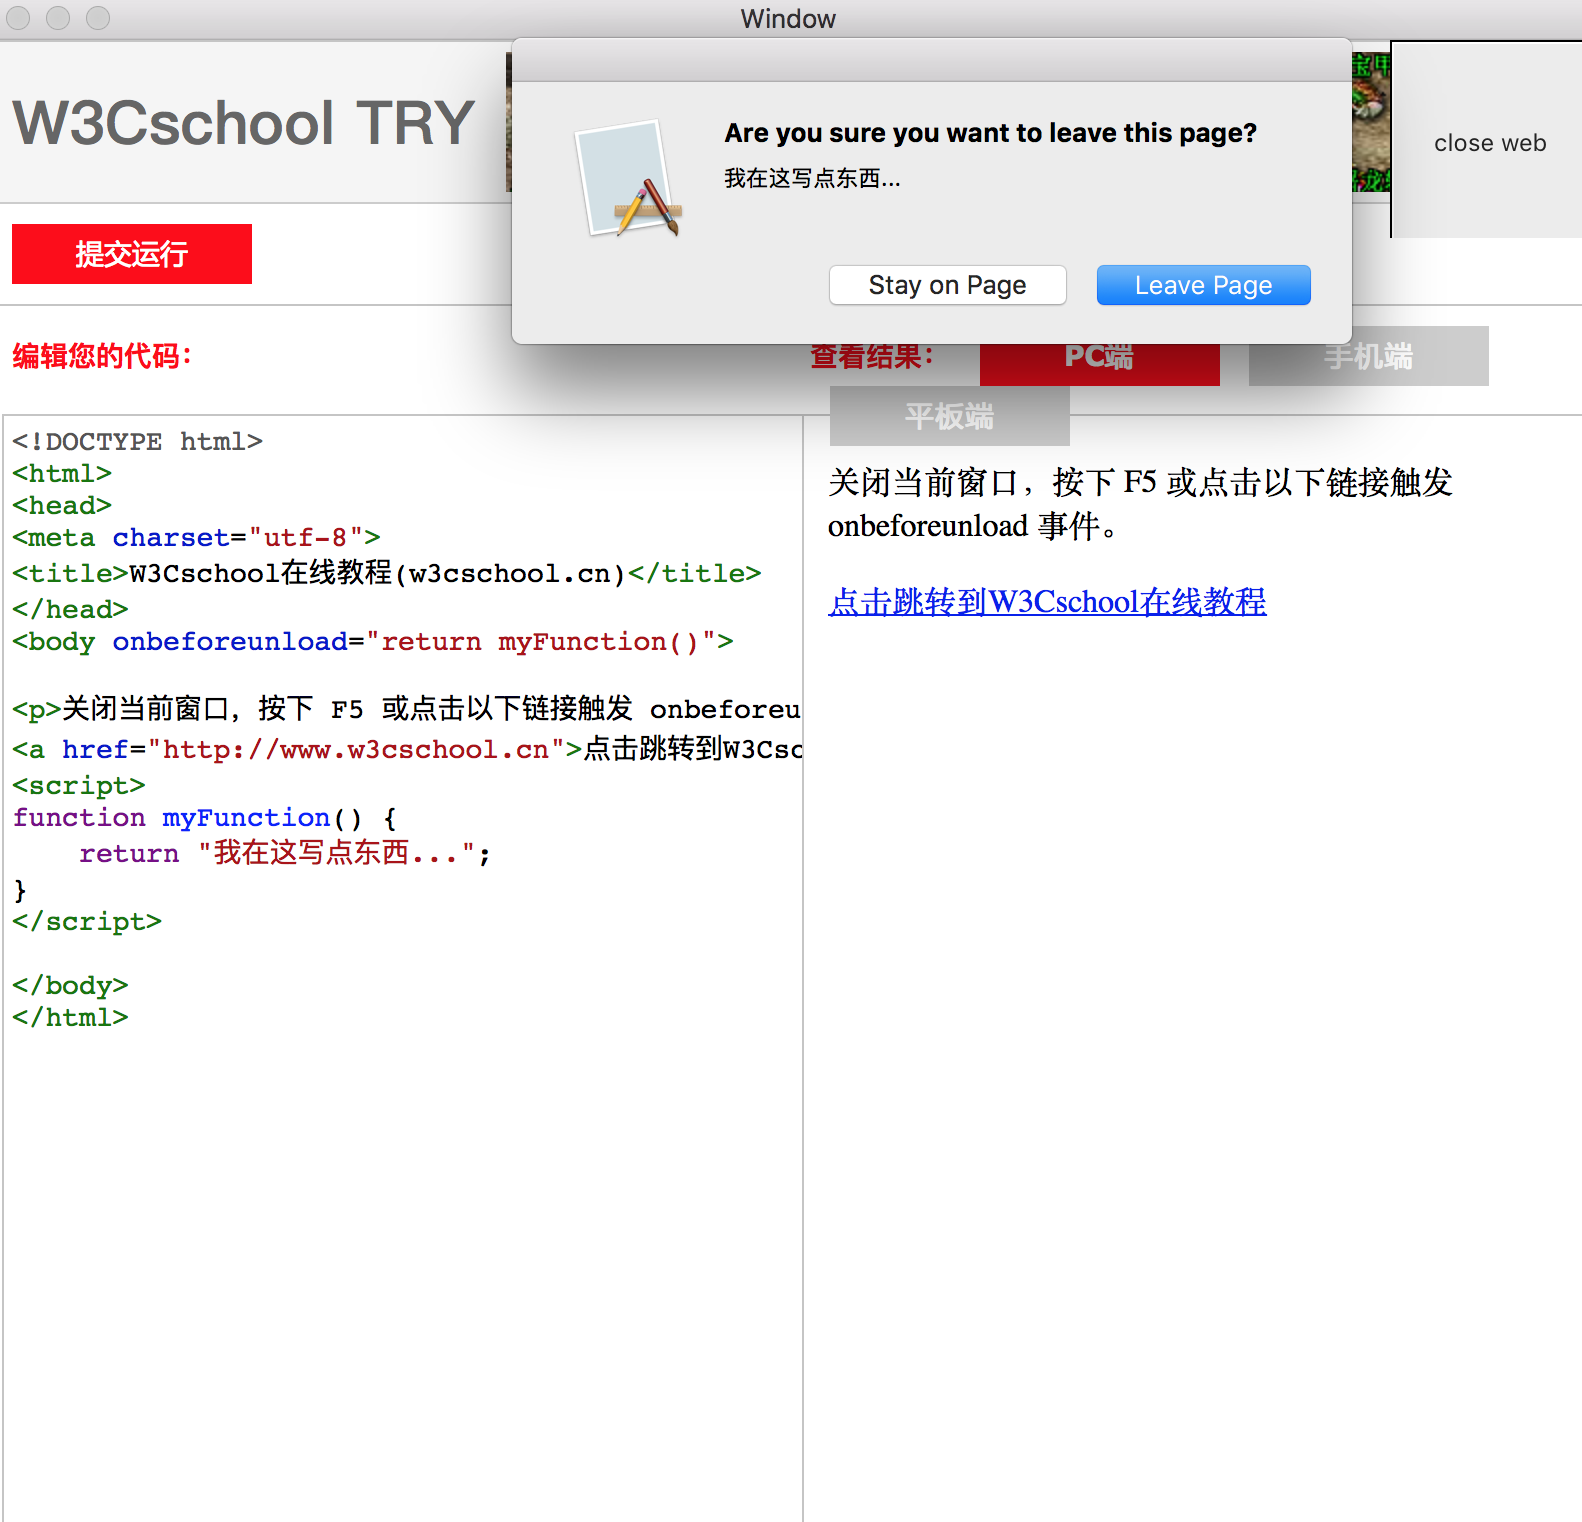 Window
W3Cschool TRY
Are you sure you want to leave this page?
我在这写点东西...
Stay on Page
Leave Page
close web
提交运行
编辑您的代码：
查看结果：
PC端
手机端
平板端
<!DOCTYPE html>
<html>
<head>
<meta charset="utf-8">
<title>W3Cschool在线教程(w3cschool.cn)</title>
</head>
<body onbeforeunload="return myFunction()">
<p>关闭当前窗口，按下 F5 或点击以下链接触发 onbeforeu
<a href="http://www.w3cschool.cn">点击跳转到W3Csc
<script>
function myFunction() {
    return "我在这写点东西...";
}
</script>
</body>
</html>
关闭当前窗口，按下 F5 或点击以下链接触发
onbeforeunload 事件。
点击跳转到W3Cschool在线教程